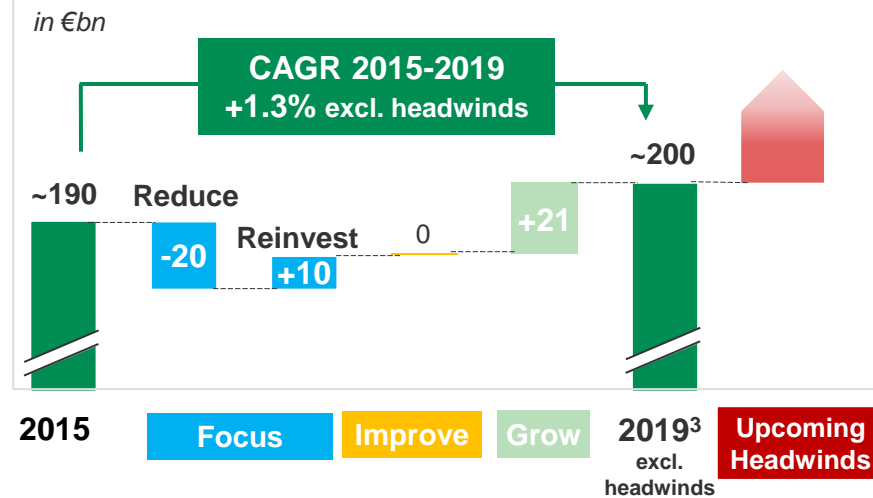 in €bn
CAGR 2015-2019
+1.3% excl. headwinds
~190
Reduce
-20
Reinvest
+10
0
+21
~200
2015
Focus
Improve
Grow
2019³
excl.
headwinds
Upcoming
Headwinds